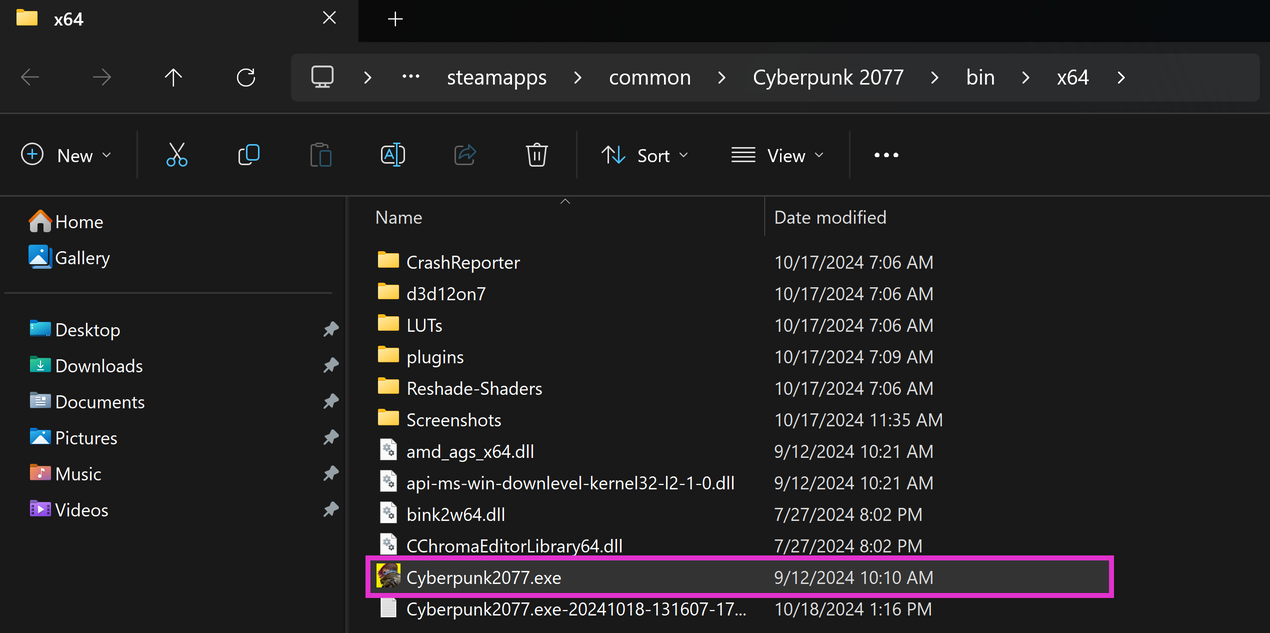 x64
steamapps > common > Cyberpunk 2077 > bin > x64 >
New Sort View
Home
Gallery
Desktop
Downloads
Documents
Pictures
Music
Videos
Name Date modified
CrashReporter 10/17/2024 7:06 AM
d3d12on7 10/17/2024 7:06 AM
LUTs 10/17/2024 7:06 AM
plugins 10/17/2024 7:09 AM
Reshade-Shaders 10/17/2024 7:06 AM
Screenshots 10/17/2024 11:35 AM
amd_ags_x64.dll 9/12/2024 10:21 AM
api-ms-win-downlevel-kernel32-l2-1-0.dll 9/12/2024 10:21 AM
bink2w64.dll 7/27/2024 8:02 PM
CChromaEditorLibrary64.dll 7/27/2024 8:02 PM
Cyberpunk2077.exe 9/12/2024 10:10 AM
Cyberpunk2077.exe-20241018-131607-17... 10/18/2024 1:16 PM